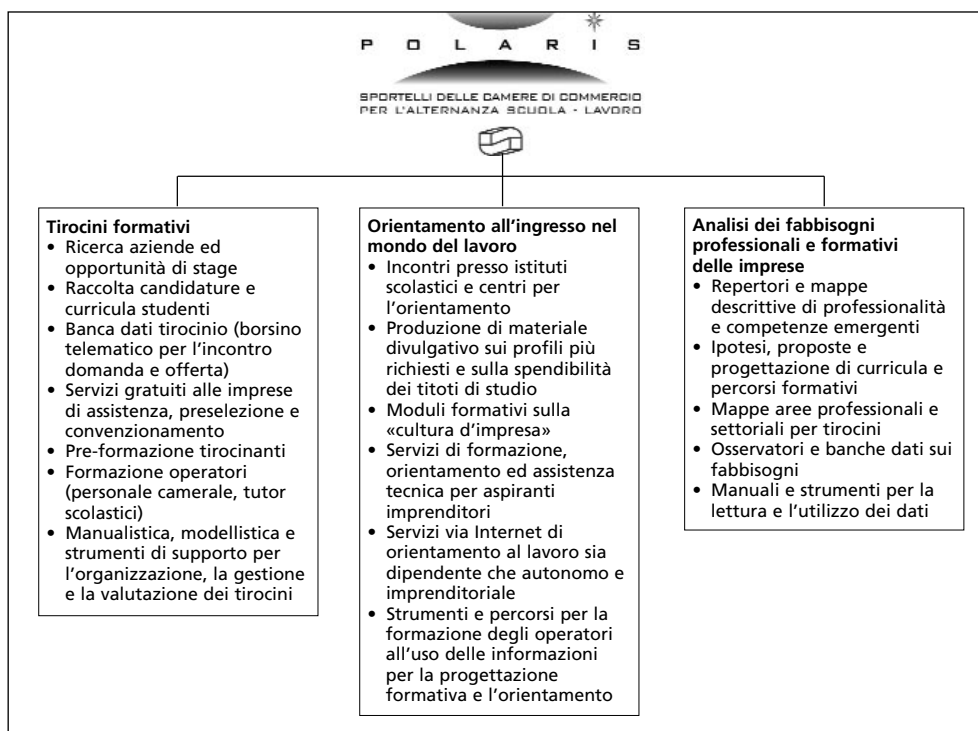 POLARIS
SPORTELLI DELLE CAMERE DI COMMERCIO
PER L'ALTERNANZA SCUOLA - LAVORO
Tirocini formativi
• Ricerca aziende ed
opportunità di stage
• Raccolta candidature e
curricula studenti
• Banca dati tirocinio (borsino
telematico per l'incontro
domanda e offerta)
• Servizi gratuiti alle imprese
di assistenza, preselezione e
convenzionamento
• Pre-formazione tirocinanti
• Formazione operatori
(personale camerale, tutor
scolastici)
• Manualistica, modellistica e
strumenti di supporto per
l'organizzazione, la gestione
e la valutazione dei tirocini
Orientamento all'ingresso nel
mondo del lavoro
• Incontri presso istituti
scolastici e centri per
l'orientamento
• Produzione di materiale
divulgativo sui profili più
richiesti e sulla spendibilità
dei titoti di studio
• Moduli formativi sulla
«cultura d'impresa»
• Servizi di formazione,
orientamento ed assistenza
tecnica per aspiranti
imprenditori
• Servizi via Internet di
orientamento al lavoro sia
dipendente che autonomo e
imprenditoriale
• Strumenti e percorsi per la
formazione degli operatori
all'uso delle informazioni
per la progettazione
formativa e l'orientamento
Analisi dei fabbisogni
professionali e formativi
delle imprese
• Repertori e mappe
descrittive di professionalità
e competenze emergenti
• Ipotesi, proposte e
progettazione di curricula e
percorsi formativi
• Mappe aree professionali e
settoriali per tirocini
• Osservatori e banche dati sui
fabbisogni
• Manuali e strumenti per la
lettura e l'utilizzo dei dati